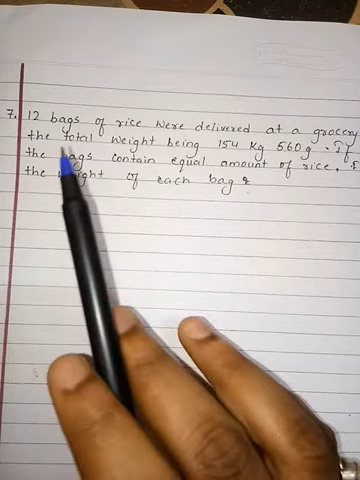 7. 12 bags of rice were delivered at a grocery
the total weight being 154 kg 560g. If
the bags contain equal amount of rice.
the weight of each bag ?